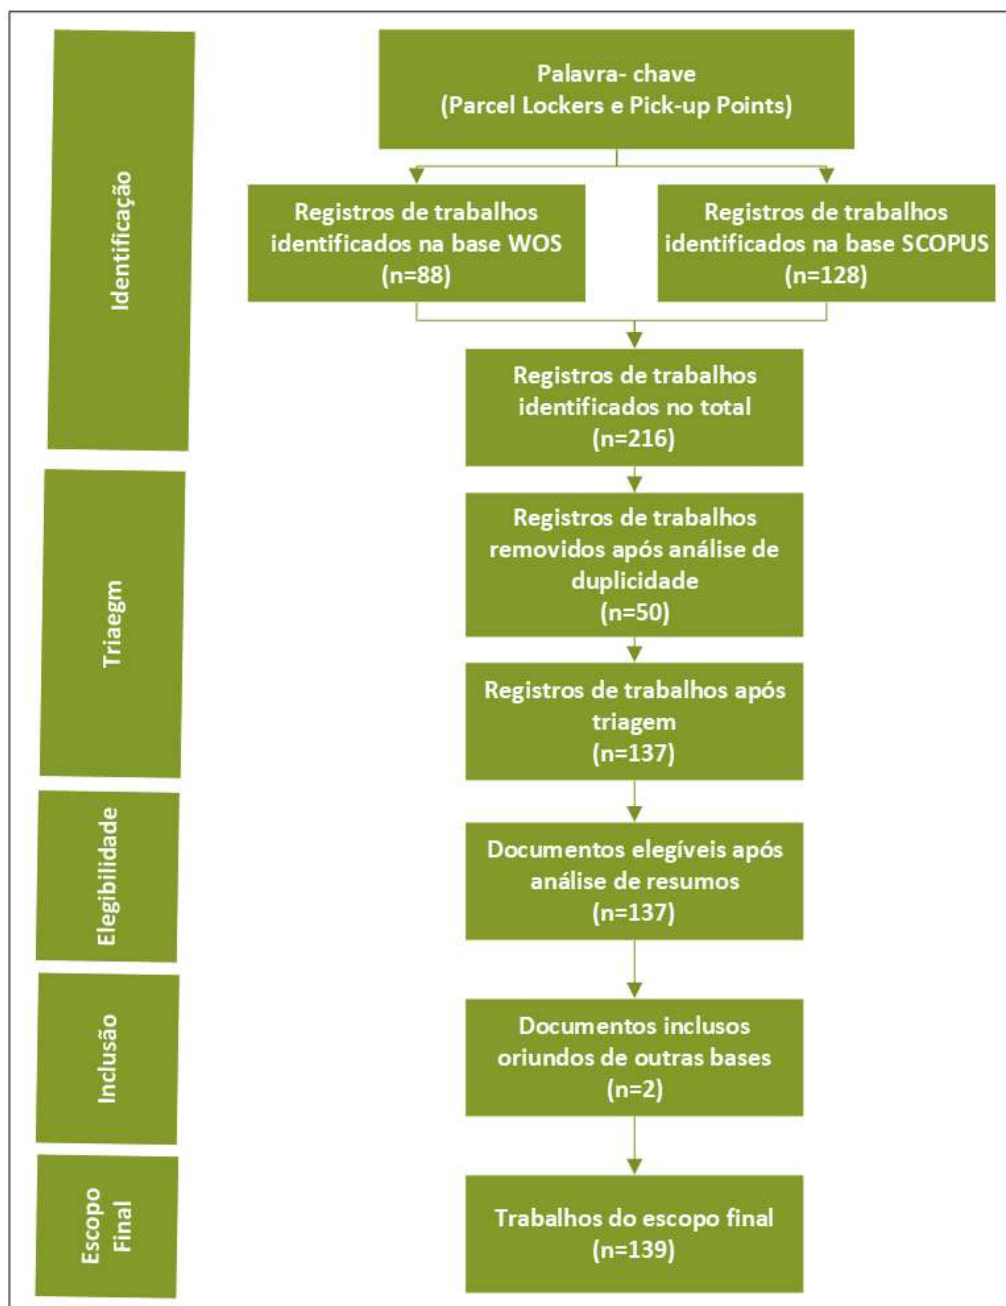 Identificação
Palavra- chave
(Parcel Lockers e Pick-up Points)
Registros de trabalhos
identificados na base WOS
(n=88)
Registros de trabalhos
identificados na base SCOPUS
(n=128)
Registros de trabalhos
identificados no total
(n=216)
Triaegm
Registros de trabalhos
removidos após análise de
duplicidade
(n=50)
Registros de trabalhos após
triagem
(n=137)
Elegibilidade
Documentos elegíveis após
análise de resumos
(n=137)
Inclusão
Documentos inclusos
oriundos de outras bases
(n=2)
Escopo
Final
Trabalhos do escopo final
(n=139)